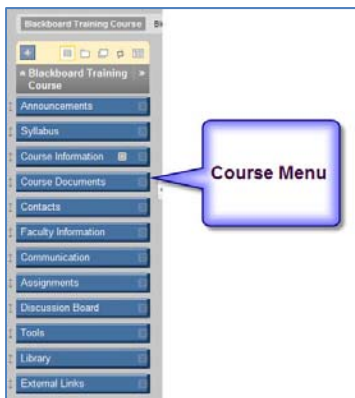 Blackboard Training Course
Blackboard Training
Course
Announcements
Syllabus
Course Information
Course Documents
Contacts
Faculty Information
Communication
Assignments
Discussion Board
Tools
Library
External Links
Course Menu